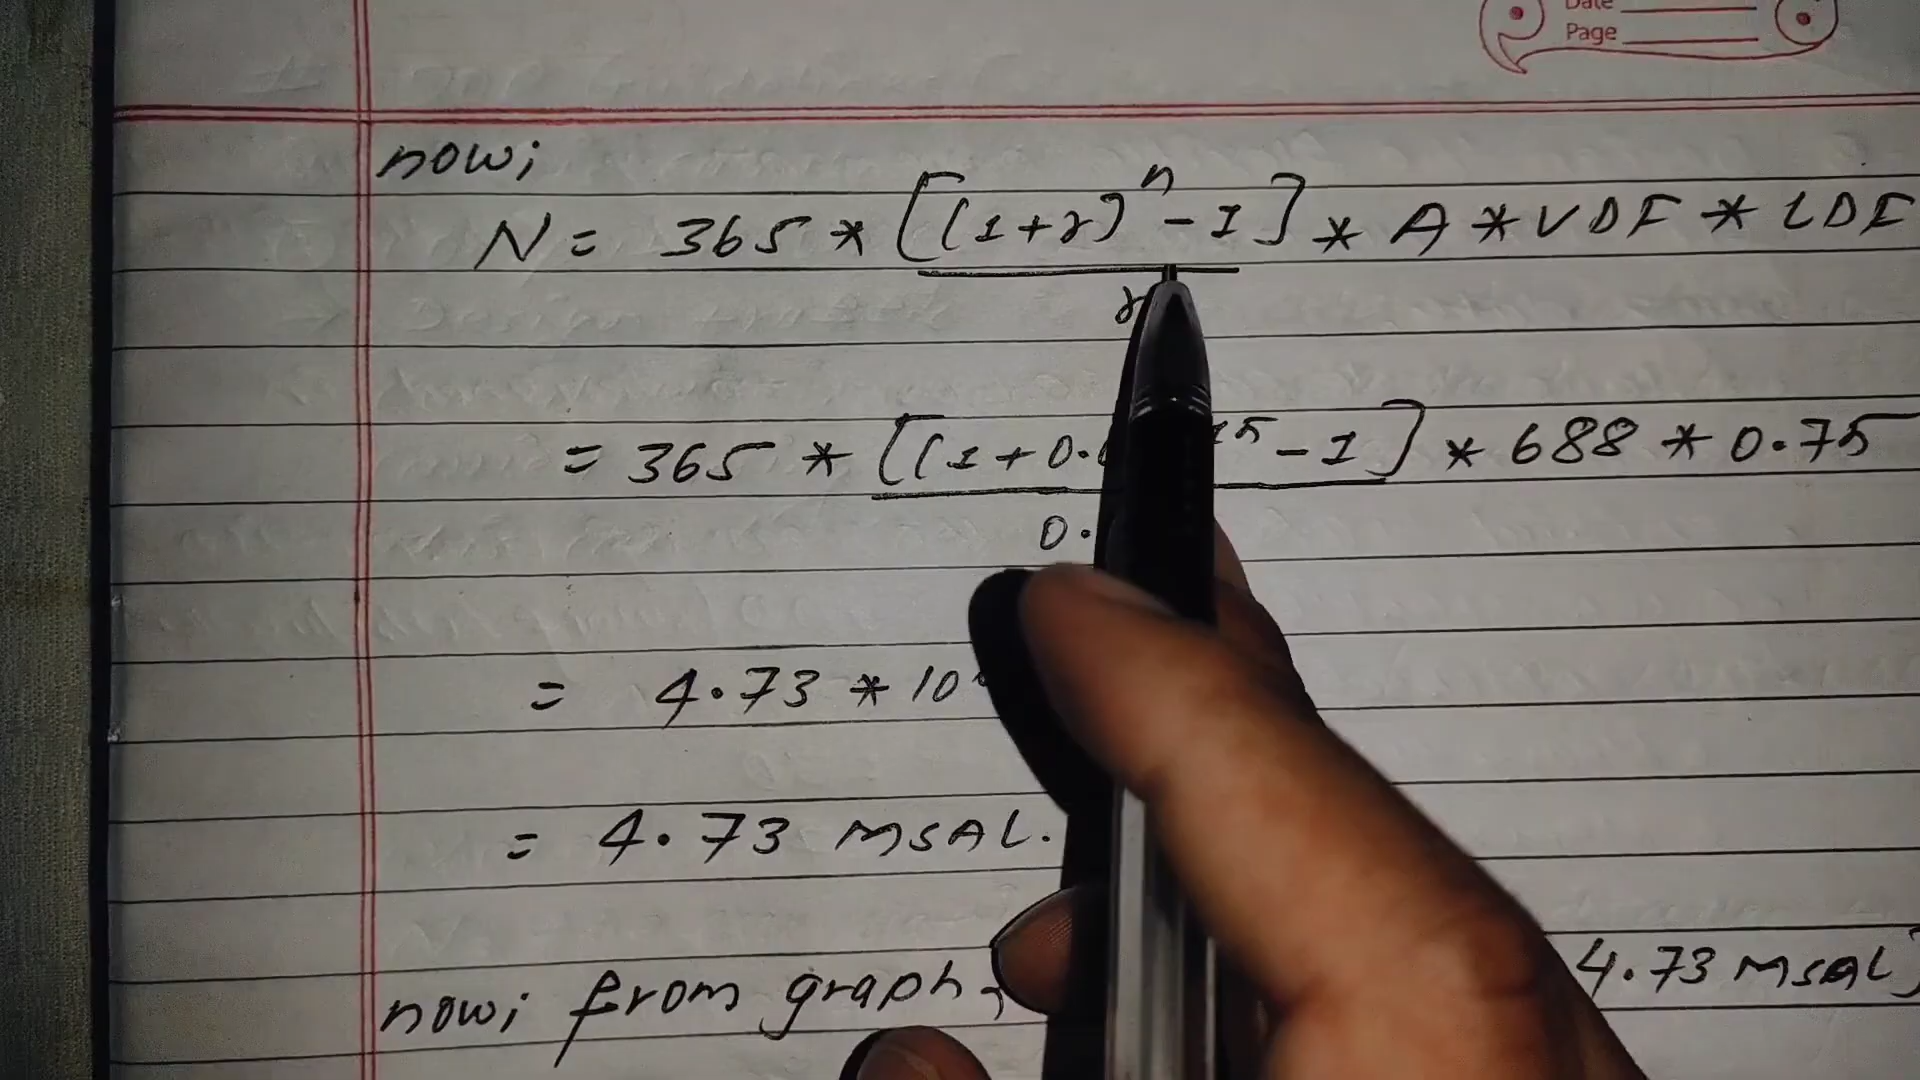 Date
Page
now;
N = 365 * [(1+r)^n - 1] * A * VDF * LDF
r
= 365 * [(1+0. 15 - 1] * 688 * 0.75
0.
= 4.73 * 10
= 4.73 MSAL.
now; from graph, 4.73 MSAL]